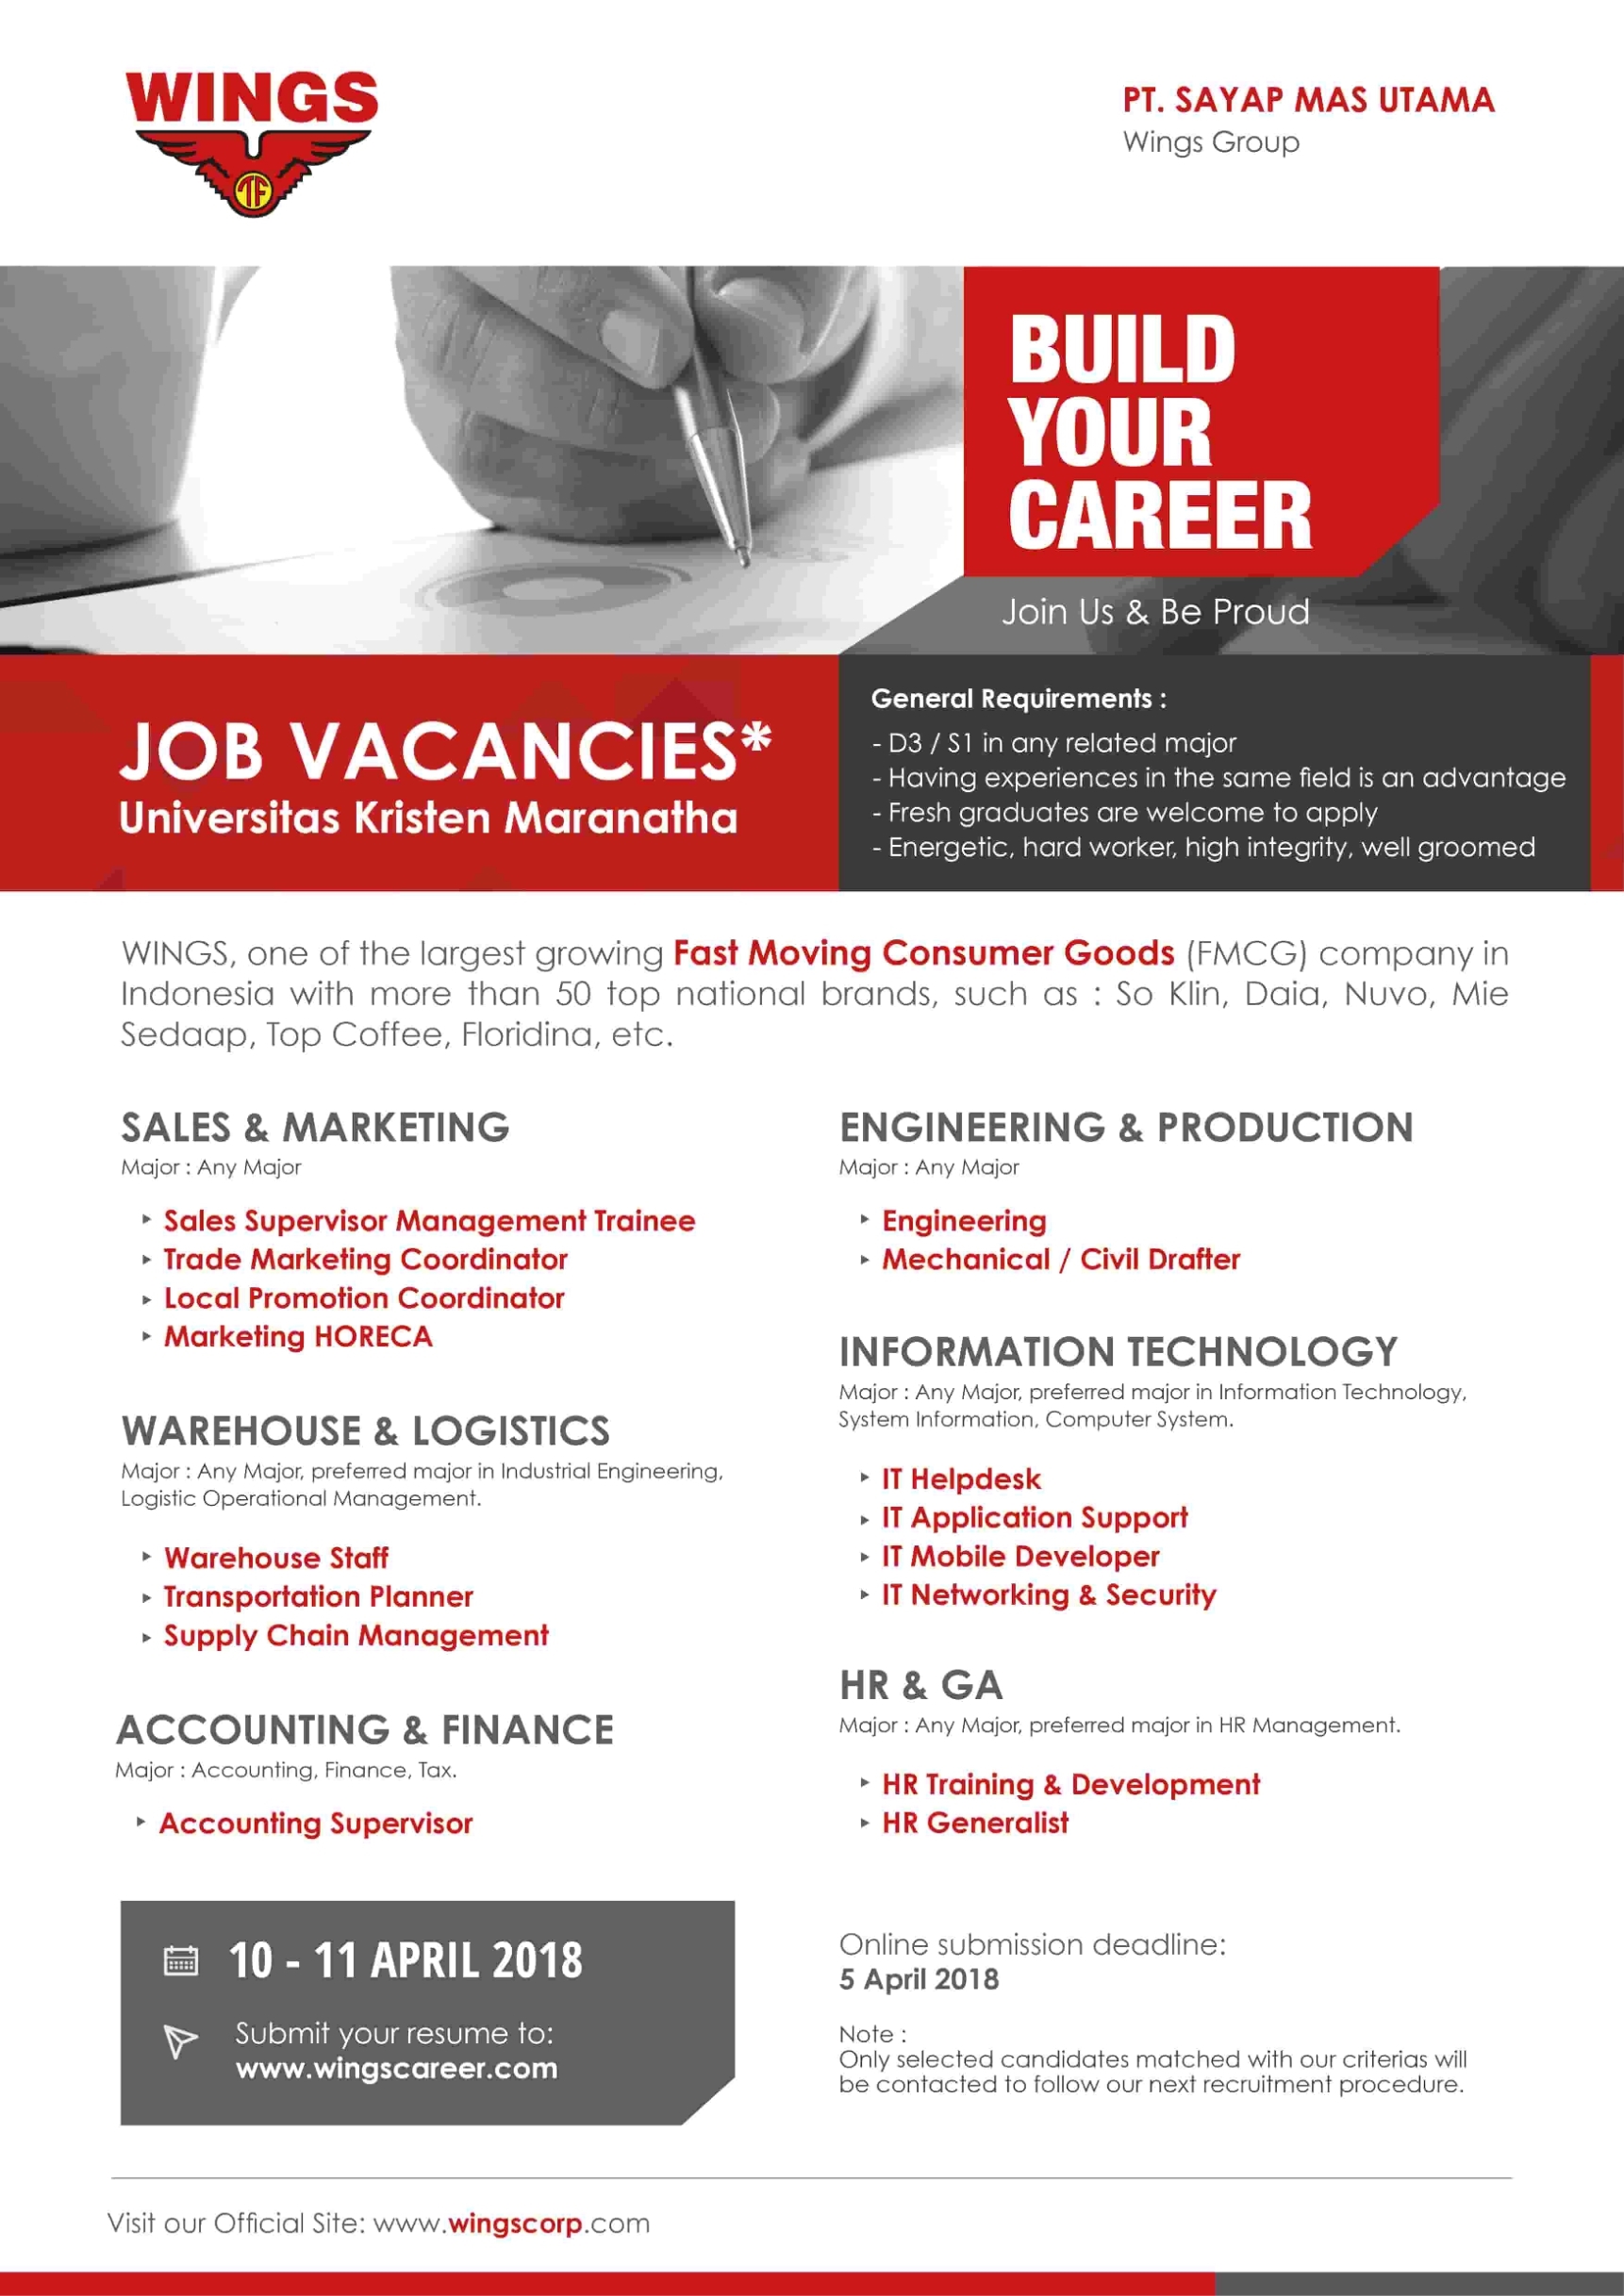 WINGS
TF
PT. SAYAP MAS UTAMA
Wings Group
BUILD
YOUR
CAREER
Join Us & Be Proud
JOB VACANCIES*
Universitas Kristen Maranatha
General Requirements :
- D3 / S1 in any related major
- Having experiences in the same field is an advantage
- Fresh graduates are welcome to apply
- Energetic, hard worker, high integrity, well groomed
WINGS, one of the largest growing Fast Moving Consumer Goods (FMCG) company in
Indonesia with more than 50 top national brands, such as : So Klin, Daia, Nuvo, Mie
Sedaap, Top Coffee, Floridina, etc.
SALES & MARKETING
Major : Any Major
Sales Supervisor Management Trainee
Trade Marketing Coordinator
Local Promotion Coordinator
Marketing HORECA
WAREHOUSE & LOGISTICS
Major : Any Major, preferred major in Industrial Engineering,
Logistic Operational Management.
Warehouse Staff
Transportation Planner
Supply Chain Management
ACCOUNTING & FINANCE
Major : Accounting, Finance, Tax.
Accounting Supervisor
ENGINEERING & PRODUCTION
Major : Any Major
Engineering
Mechanical / Civil Drafter
INFORMATION TECHNOLOGY
Major : Any Major, preferred major in Information Technology,
System Information, Computer System.
IT Helpdesk
IT Application Support
IT Mobile Developer
IT Networking & Security
HR & GA
Major : Any Major, preferred major in HR Management.
HR Training & Development
HR Generalist
10 - 11 APRIL 2018
Submit your resume to:
www.wingscareer.com
Online submission deadline:
5 April 2018
Note :
Only selected candidates matched with our criterias will
be contacted to follow our next recruitment procedure.
Visit our Official Site: www.wingscorp.com